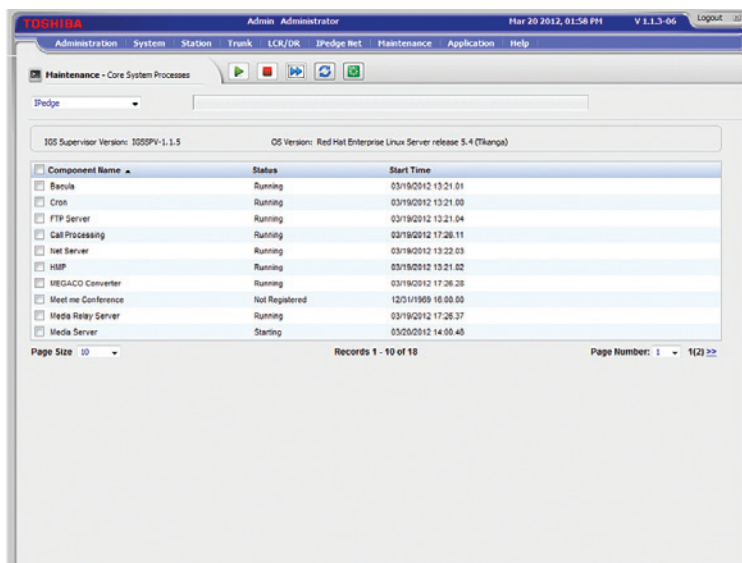 TOSHIBA Admin Administrator Mar 20 2012, 01:58 PM V 1.1.3-06 Logout
Administration System Station Trunk LCR/DR IPedge Net Maintenance Application Help
Maintenance - Core System Processes
IPedge
IGS Supervisor Version: IGSSPV-1.1.5 OS Version: Red Hat Enterprise Linux Server release 5.4 (Tikanga)
Component Name Status Start Time
Bacula Running 03/19/2012 13:21.01
Cron Running 03/19/2012 13:21.00
FTP Server Running 03/19/2012 13:21.04
Call Processing Running 03/19/2012 17:26.11
Net Server Running 03/19/2012 13:22.03
HMP Running 03/19/2012 13:21.02
MEGACO Converter Running 03/19/2012 17:26.28
Meet me Conference Not Registered 12/31/1969 16:00.00
Media Relay Server Running 03/19/2012 17:26.37
Media Server Starting 03/20/2012 14:00.48
Page Size 10 Records 1 - 10 of 18 Page Number: 1 1(2) >>